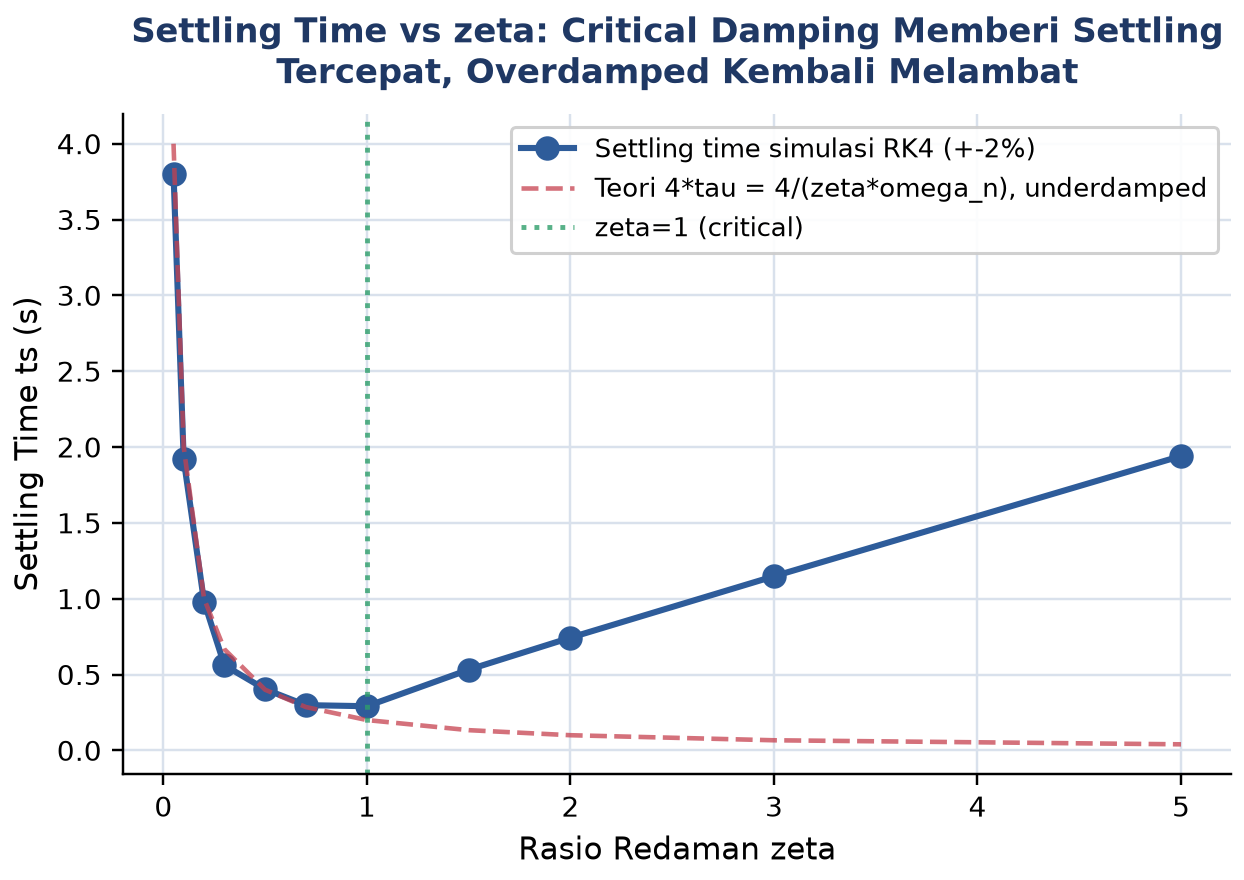 Settling Time vs zeta: Critical Damping Memberi Settling
Tercepat, Overdamped Kembali Melambat
Settling time simulasi RK4 (+-2%)
Teori 4*tau = 4/(zeta*omega_n), underdamped
zeta=1 (critical)
Settling Time ts (s)
4.0
3.5
3.0
2.5
2.0
1.5
1.0
0.5
0.0
0 1 2 3 4 5
Rasio Redaman zeta